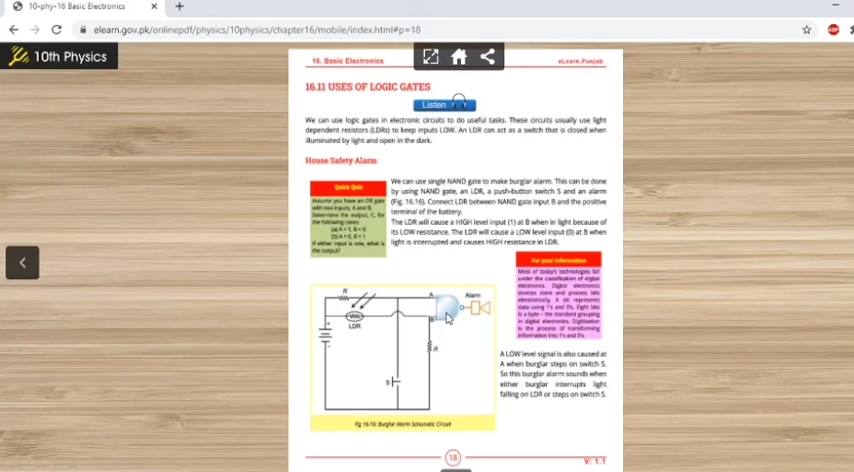 10-phy-16 Basic Electronics
elearn.gov.pk/onlinepdf/physics/10physics/chapter16/mobile/index.html#p=18
ABP
10th Physics
16. Basic Electronics
eLearn.Punjab
16.11 USES OF LOGIC GATES
Listen
We can use logic gates in electronic circuits to do useful tasks. These circuits usually use light
dependent resistors (LDRs) to keep inputs LOW. An LDR can act as a switch that is closed when
illuminated by light and open in the dark.
House Safety Alarm
Quick Quiz
Assume you have an OR gate
with two inputs, A and B.
Determine the output, C, for
the following cases:
(a) A = 1, B = 0
(b) A = 0, B = 1
If either input is one, what is
the output?
We can use single NAND gate to make burglar alarm. This can be done
by using NAND gate, an LDR, a push-button switch S and an alarm
(Fig. 16.16). Connect LDR between NAND gate input B and the positive
terminal of the battery.
The LDR will cause a HIGH level input (1) at B when in light because of
its LOW resistance. The LDR will cause a LOW level input (0) at B when
light is interrupted and causes HIGH resistance in LDR.
For your information
Most of today's technologies fall
under the classification of digital
electronics. Digital electronics
devices store and process bits
electronically. A bit represents
data using 1's and 0's. Eight bits
is a byte – the standard grouping
in digital electronics. Digitization
is the process of transforming
information into 1's and 0's.
R
A
Alarm
LDR
B
+
-
R
S
Fig 16.16: Burglar Alarm Schematic Circuit
A LOW level signal is also caused at
A when burglar steps on switch S.
So this burglar alarm sounds when
either burglar interrupts light
falling on LDR or steps on switch S.
18
V: 1.1